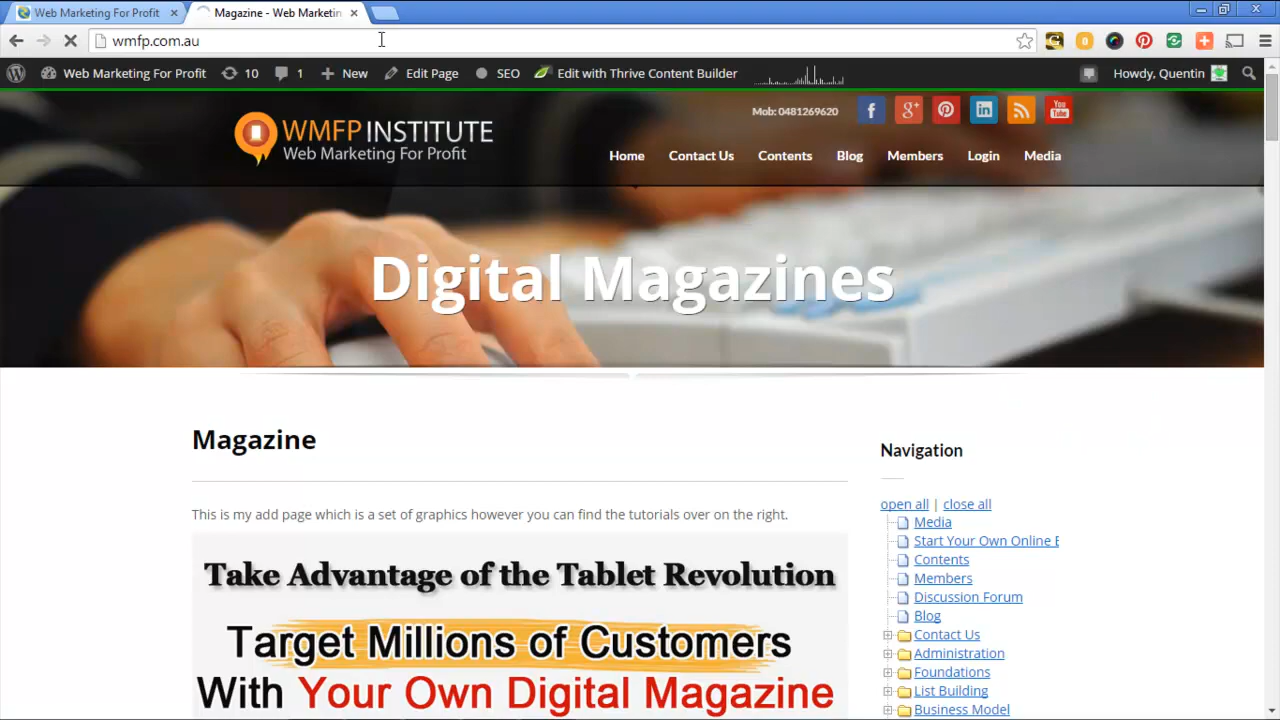 Web Marketing For Profit
Magazine - Web Marketin
wmfp.com.au
Web Marketing For Profit 10 1 New Edit Page SEO Edit with Thrive Content Builder Howdy, Quentin
Mob: 0481269620
WMFP INSTITUTE
Web Marketing For Profit
Home Contact Us Contents Blog Members Login Media
Digital Magazines
Magazine
This is my add page which is a set of graphics however you can find the tutorials over on the right.
Take Advantage of the Tablet Revolution
Target Millions of Customers
With Your Own Digital Magazine
Navigation
open all | close all
Media
Start Your Own Online
Contents
Members
Discussion Forum
Blog
Contact Us
Administration
Foundations
List Building
Business Model